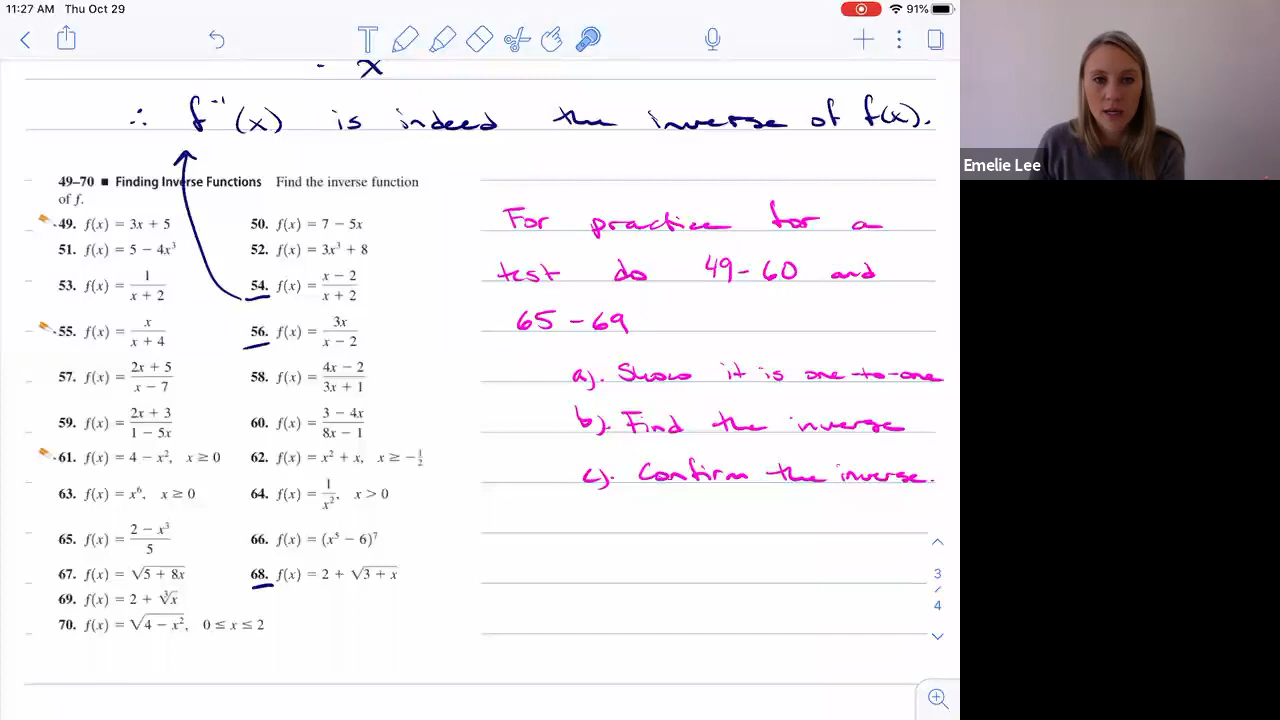 11:27 AM Thu Oct 29
91%
T
x
∴ f⁻¹(x) is indeed the inverse of f(x).
49–70 ■ Finding Inverse Functions Find the inverse function
of f.
49. f(x) = 3x + 5
50. f(x) = 7 − 5x
51. f(x) = 5 − 4x³
52. f(x) = 3x³ + 8
53. f(x) = 1/(x + 2)
54. f(x) = (x − 2)/(x + 2)
55. f(x) = x/(x + 4)
56. f(x) = 3x/(x − 2)
57. f(x) = (2x + 5)/(x − 7)
58. f(x) = (4x − 2)/(3x + 1)
59. f(x) = (2x + 3)/(1 − 5x)
60. f(x) = (3 − 4x)/(8x − 1)
61. f(x) = 4 − x², x ≥ 0
62. f(x) = x² + x, x ≥ −½
63. f(x) = x⁶, x ≥ 0
64. f(x) = 1/x², x > 0
65. f(x) = (2 − x³)/5
66. f(x) = (x⁵ − 6)⁷
67. f(x) = √(5 + 8x)
68. f(x) = 2 + √(3 + x)
69. f(x) = 2 + ∛x
70. f(x) = √(4 − x²), 0 ≤ x ≤ 2
For practice for a
test do 49-60 and
65-69
a). Show it is one-to-one
b). Find the inverse
c). Confirm the inverse.
3
/
4
Emelie Lee